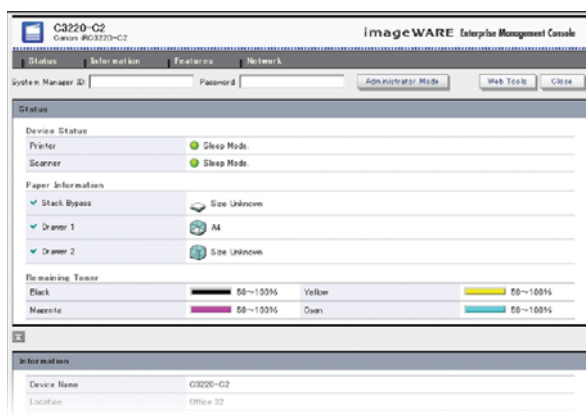 C3220-C2
Canon iRC3220-C2
imageWARE Enterprise Management Console
Status Information Features Network
System Manager ID Password Administrator Mode Web Tools Close
Status
Device Status
Printer Sleep Mode.
Scanner Sleep Mode.
Paper Information
Stack Bypass Size Unknown
Drawer 1 A4
Drawer 2 Size Unknown
Remaining Toner
Black 50~100% Yellow 50~100%
Magenta 50~100% Cyan 50~100%
Information
Device Name C3220-C2
Location Office 32